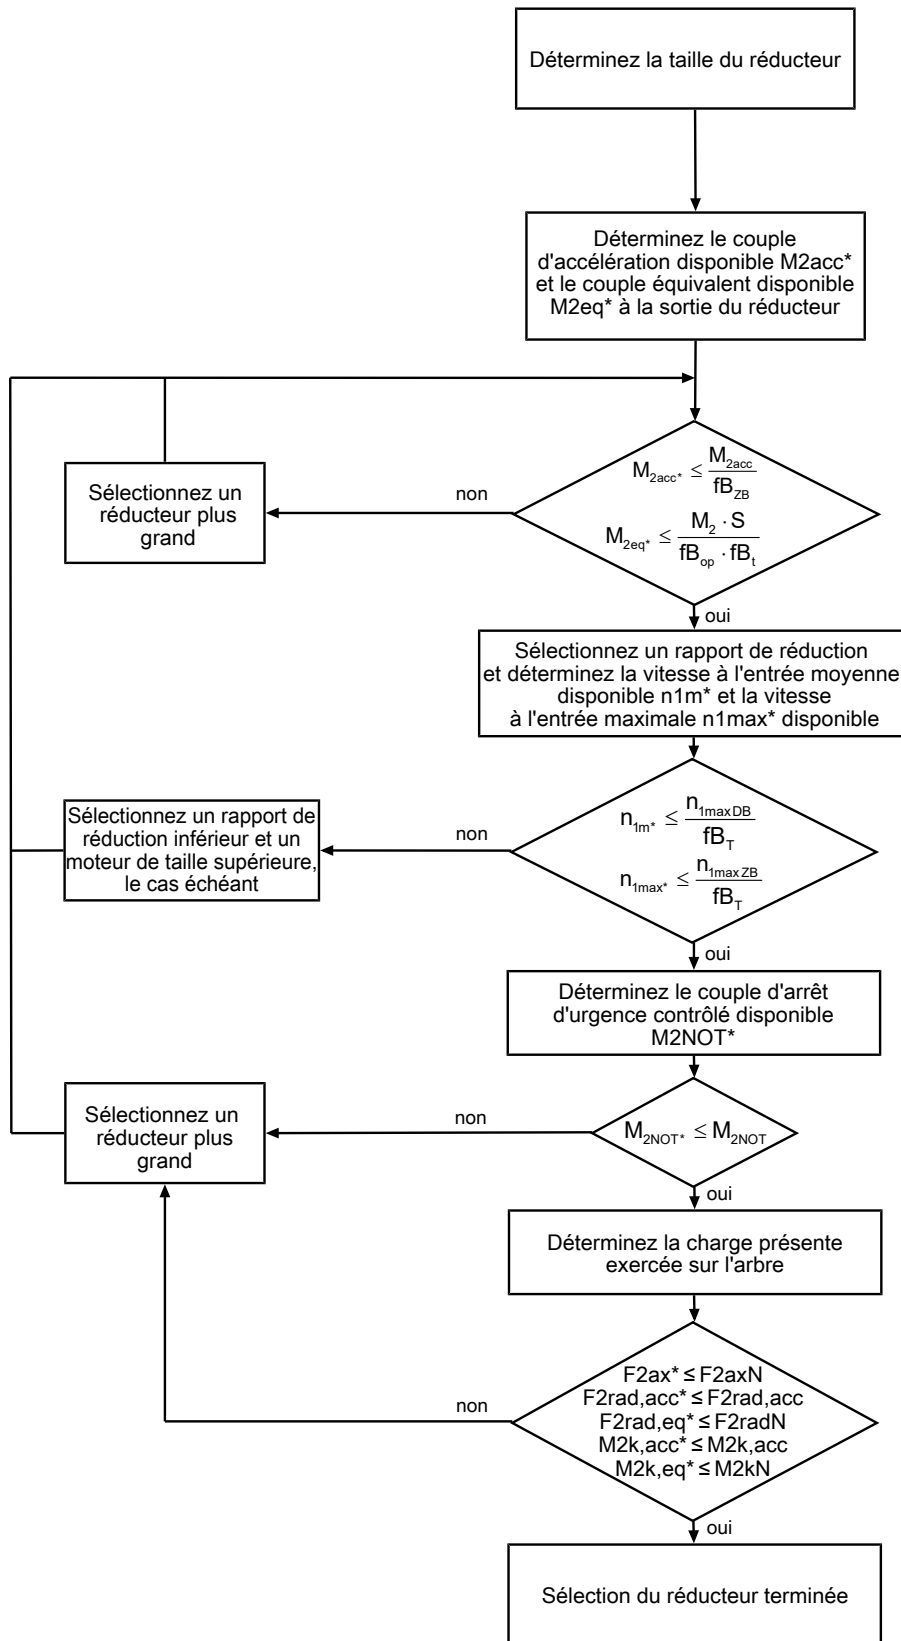 Déterminez la taille du réducteur
Déterminez le couple
d'accélération disponible M2acc*
et le couple équivalent disponible
M2eq* à la sortie du réducteur
M2acc* ≤ M2acc / fBZB
M2eq* ≤ M2 · S / fBop · fBt
non
Sélectionnez un
réducteur plus
grand
oui
Sélectionnez un rapport de réduction
et déterminez la vitesse à l'entrée moyenne
disponible n1m* et la vitesse
à l'entrée maximale n1max* disponible
n1m* ≤ n1maxDB / fBT
n1max* ≤ n1maxZB / fBT
non
Sélectionnez un rapport de
réduction inférieur et un
moteur de taille supérieure,
le cas échéant
oui
Déterminez le couple d'arrêt
d'urgence contrôlé disponible
M2NOT*
M2NOT* ≤ M2NOT
non
Sélectionnez un
réducteur plus
grand
oui
Déterminez la charge présente
exercée sur l'arbre
F2ax* ≤ F2axN
F2rad,acc* ≤ F2rad,acc
F2rad,eq* ≤ F2radN
M2k,acc* ≤ M2k,acc
M2k,eq* ≤ M2kN
non
oui
Sélection du réducteur terminée